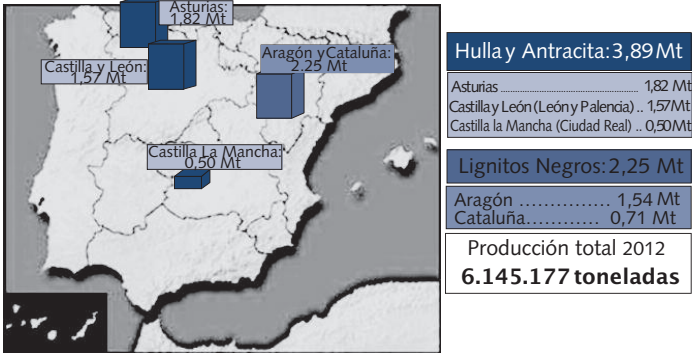 Asturias:
1,82 Mt
Castilla y León:
1,57 Mt
Aragón y Cataluña:
2.25 Mt
Castilla La Mancha:
0,50 Mt
Hulla y Antracita: 3,89 Mt
Asturias ........................................ 1,82 Mt
Castilla y León (León y Palencia) .. 1,57 Mt
Castilla la Mancha (Ciudad Real) .. 0,50 Mt
Lignitos Negros: 2,25 Mt
Aragón ............... 1,54 Mt
Cataluña............ 0,71 Mt
Producción total 2012
6.145.177 toneladas